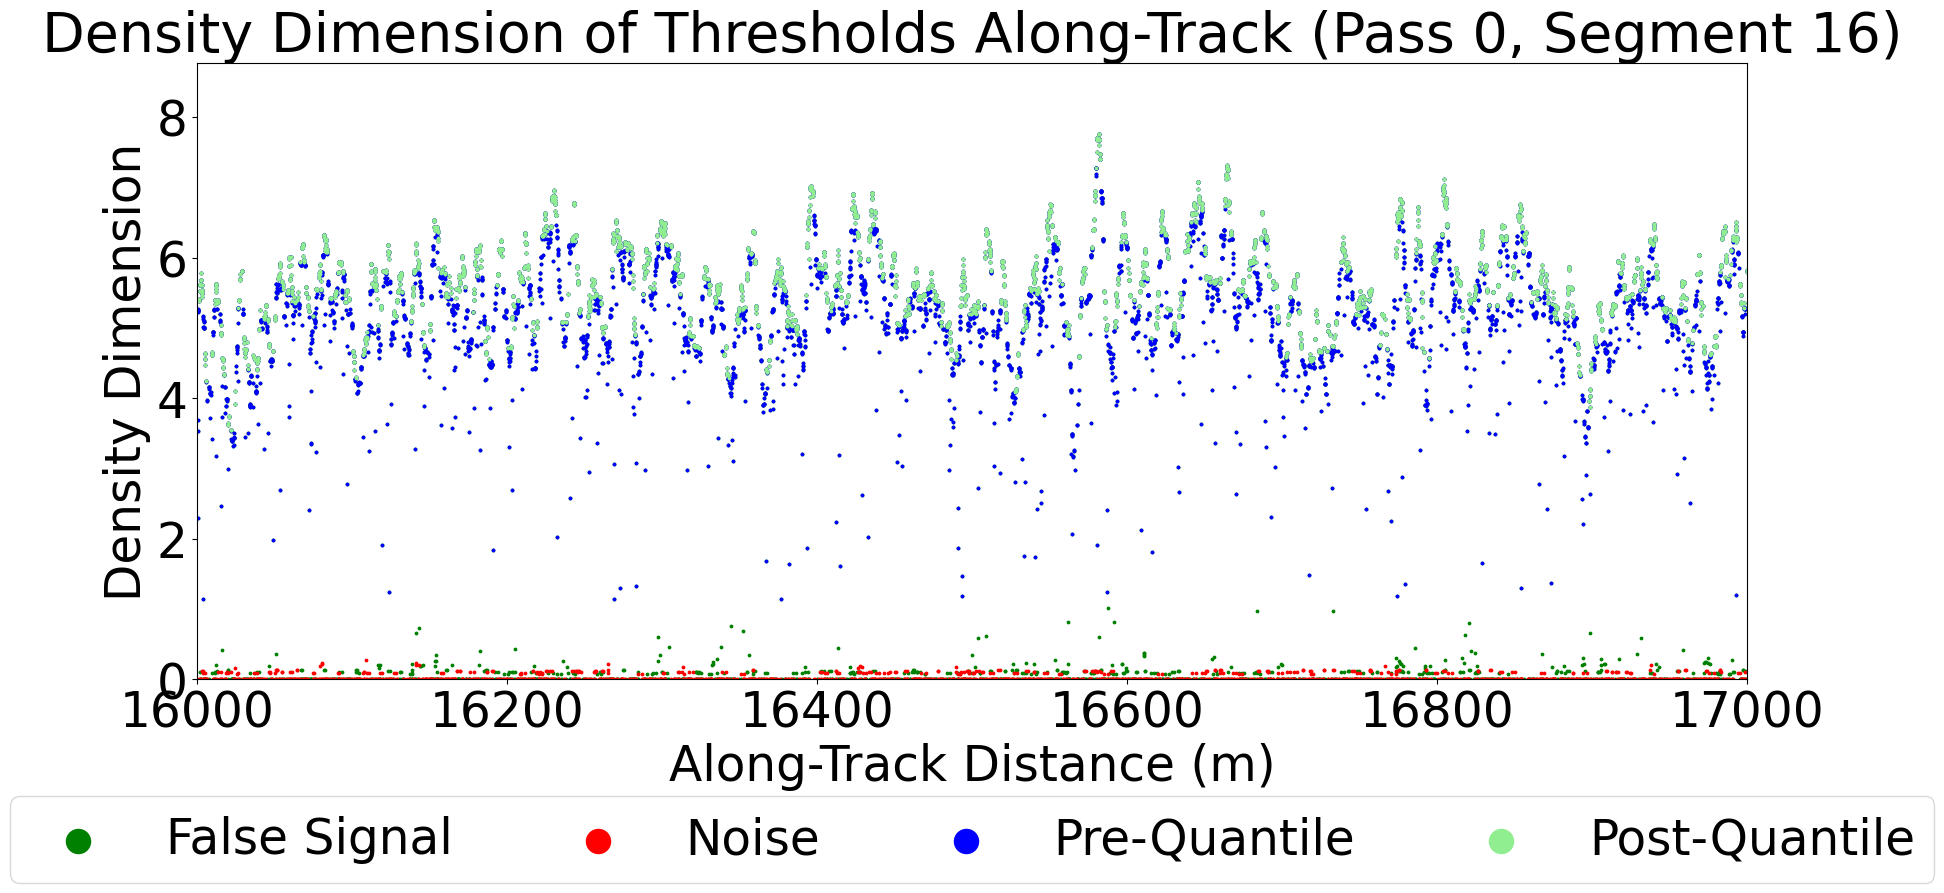 Density Dimension of Thresholds Along-Track (Pass 0, Segment 16)
Density Dimension
8
6
4
2
0
16000 16200 16400 16600 16800 17000
Along-Track Distance (m)
False Signal Noise Pre-Quantile Post-Quantile